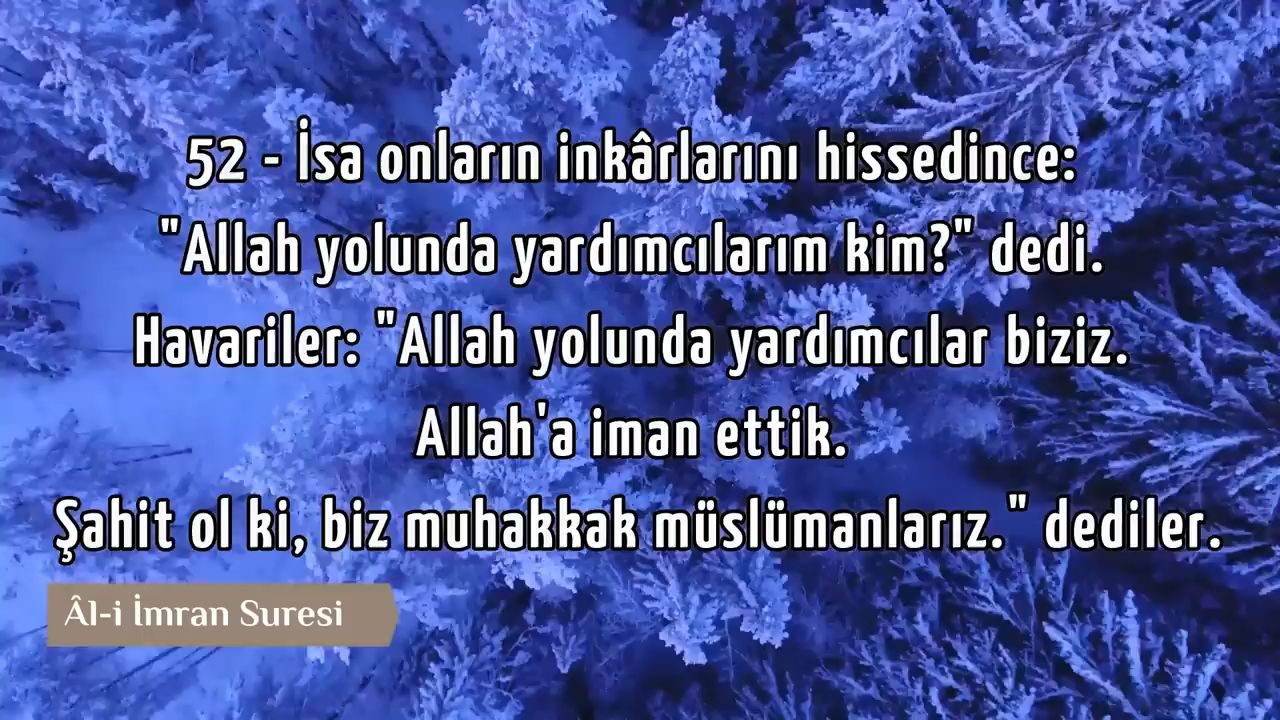 52 - İsa onların inkârlarını hissedince:
"Allah yolunda yardımcılarım kim?" dedi.
Havariler: "Allah yolunda yardımcılar biziz.
Allah'a iman ettik.
Şahit ol ki, biz muhakkak müslümanlarız." dediler.
Âl-i İmran Suresi